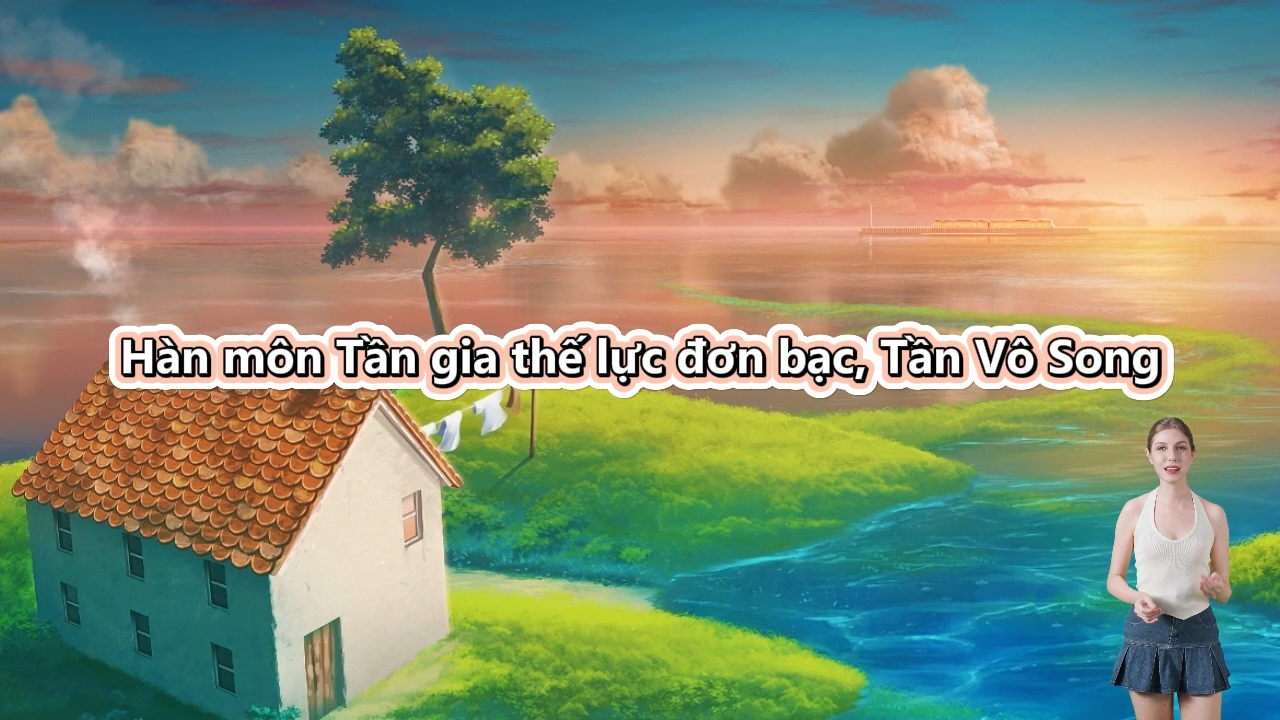 Hàn môn Tần gia thế lực đơn bạc, Tần Vô Song